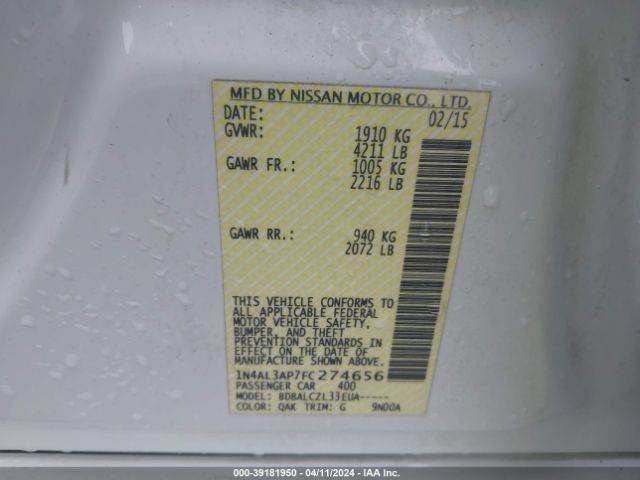 MFD BY NISSAN MOTOR CO., LTD.
DATE: 02/15
GVWR: 1910 KG
4211 LB
GAWR FR.: 1005 KG
2216 LB
GAWR RR.: 940 KG
2072 LB
THIS VEHICLE CONFORMS TO
ALL APPLICABLE FEDERAL
MOTOR VEHICLE SAFETY,
BUMPER, AND THEFT
PREVENTION STANDARDS IN
EFFECT ON THE DATE OF
MANUFACTURE SHOWN ABOVE.
1N4AL3AP7FC274656
PASSENGER CAR 400
MODEL: BDBALCZL33EUA-----
COLOR: QAK TRIM: G 9N00A
000-39181950 - 04/11/2024 - IAA Inc.